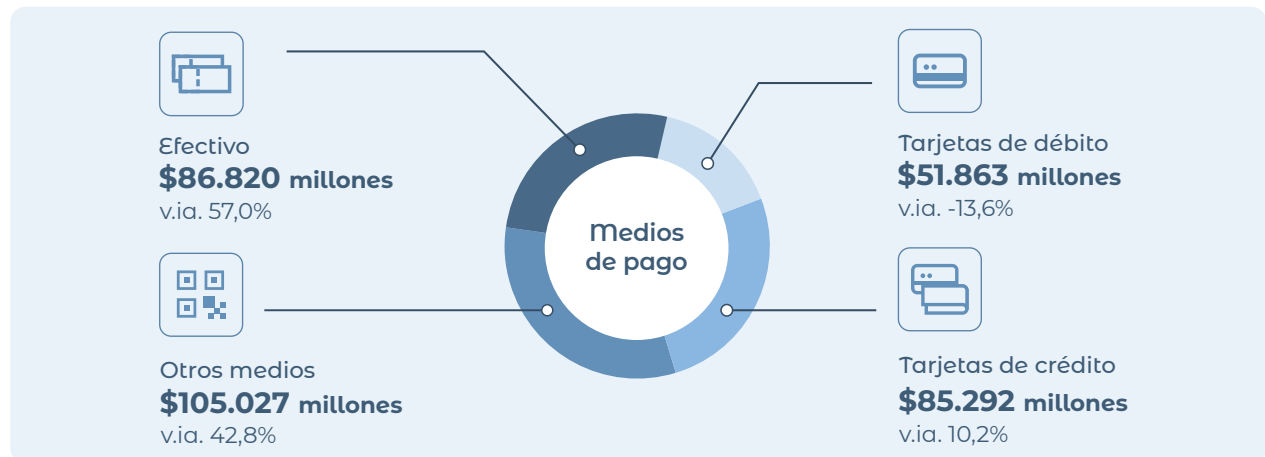 Efectivo
$86.820 millones
v.ia. 57,0%
Otros medios
$105.027 millones
v.ia. 42,8%
Medios
de pago
Tarjetas de débito
$51.863 millones
v.ia. -13,6%
Tarjetas de crédito
$85.292 millones
v.ia. 10,2%